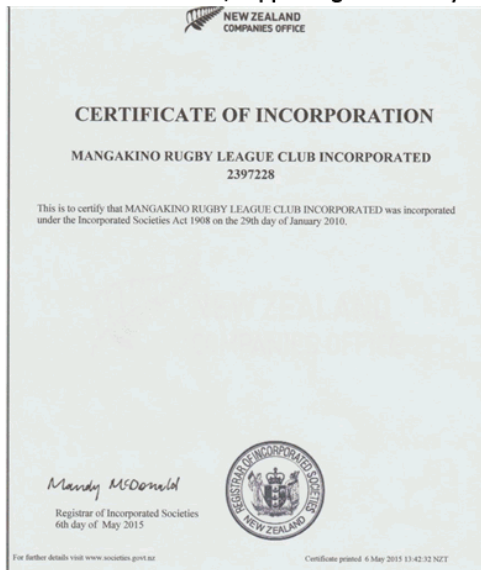 NEW ZEALAND
COMPANIES OFFICE
CERTIFICATE OF INCORPORATION
MANGAKINO RUGBY LEAGUE CLUB INCORPORATED
2397228
This is to certify that MANGAKINO RUGBY LEAGUE CLUB INCORPORATED was incorporated
under the Incorporated Societies Act 1908 on the 29th day of January 2010.
NEW ZEALAND
Mandy McDonald
REGISTRAR OF INCORPORATED SOCIETIES
NEW ZEALAND
Registrar of Incorporated Societies
6th day of May 2015
For further details visit www.societies.govt.nz
Certificate printed 6 May 2015 13:42:32 NZT